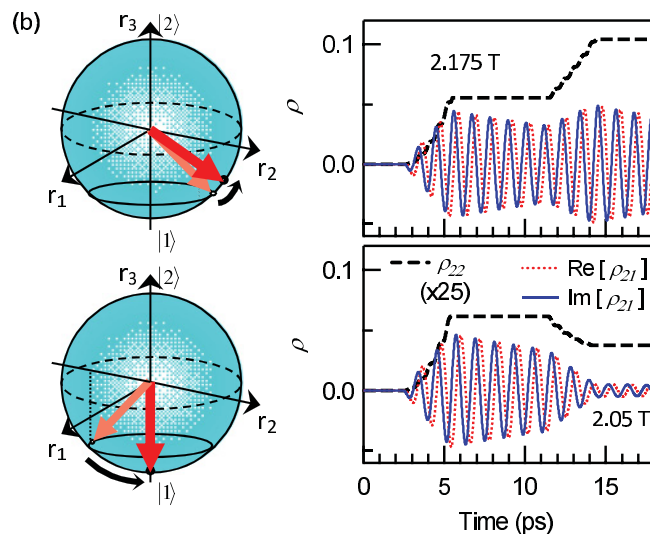 (b)
r₃
|2⟩
r₂
r₁
|1⟩
r₃
|2⟩
r₂
r₁
|1⟩
ρ
0.1
0.0
2.175 T
ρ
0.1
0.0
ρ₂₂
(x25)
Re [ρ₂₁]
Im [ρ₂₁]
2.05 T
0 5 10 15
Time (ps)